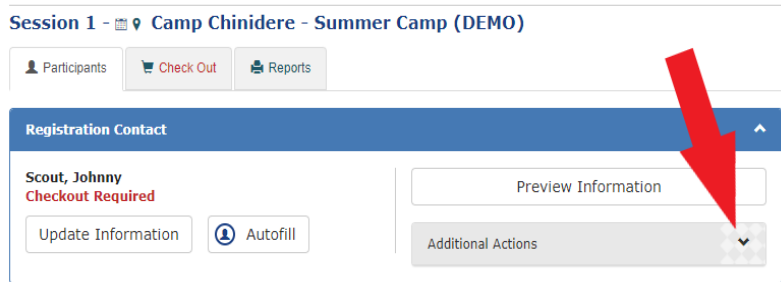 Session 1 - Camp Chinidere - Summer Camp (DEMO)
Participants
Check Out
Reports
Registration Contact
Scout, Johnny
Checkout Required
Update Information
Autofill
Preview Information
Additional Actions